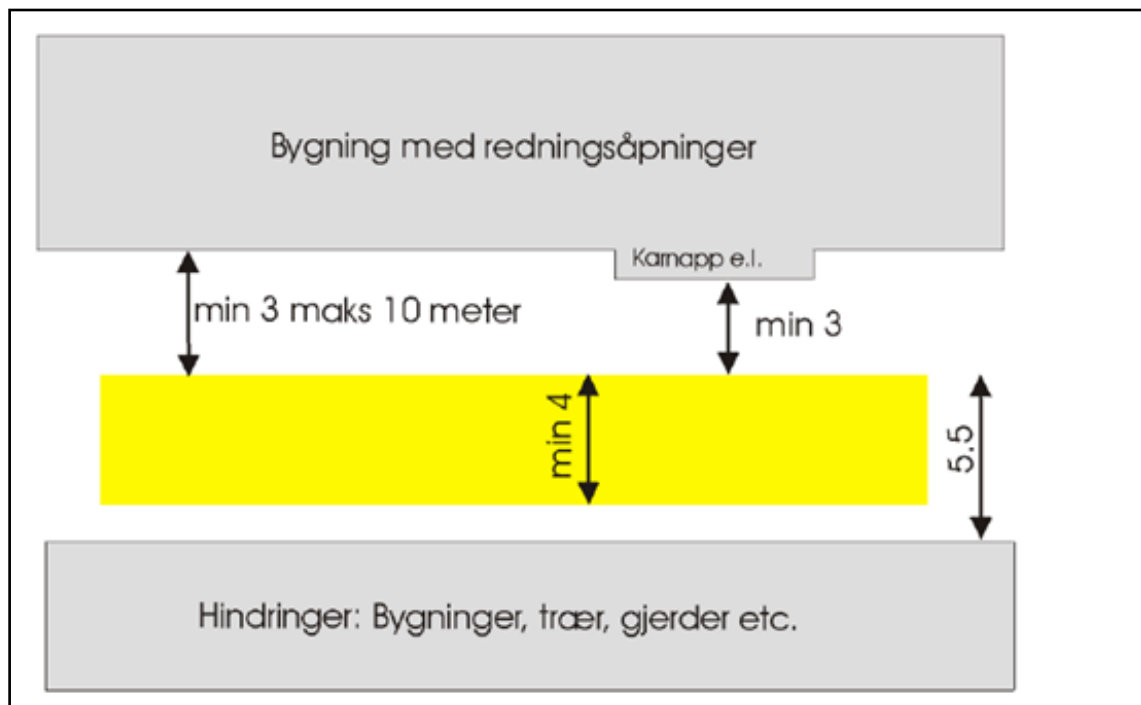 Bygning med redningsåpninger
Karnapp e.l.
min 3 maks 10 meter
min 3
min 4
5.5
Hindringer: Bygninger, trær, gjerder etc.